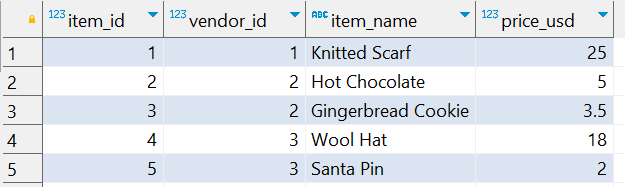 123 item_id 123 vendor_id ABC item_name 123 price_usd
1 1 1 Knitted Scarf 25
2 2 2 Hot Chocolate 5
3 3 2 Gingerbread Cookie 3.5
4 4 3 Wool Hat 18
5 5 3 Santa Pin 2